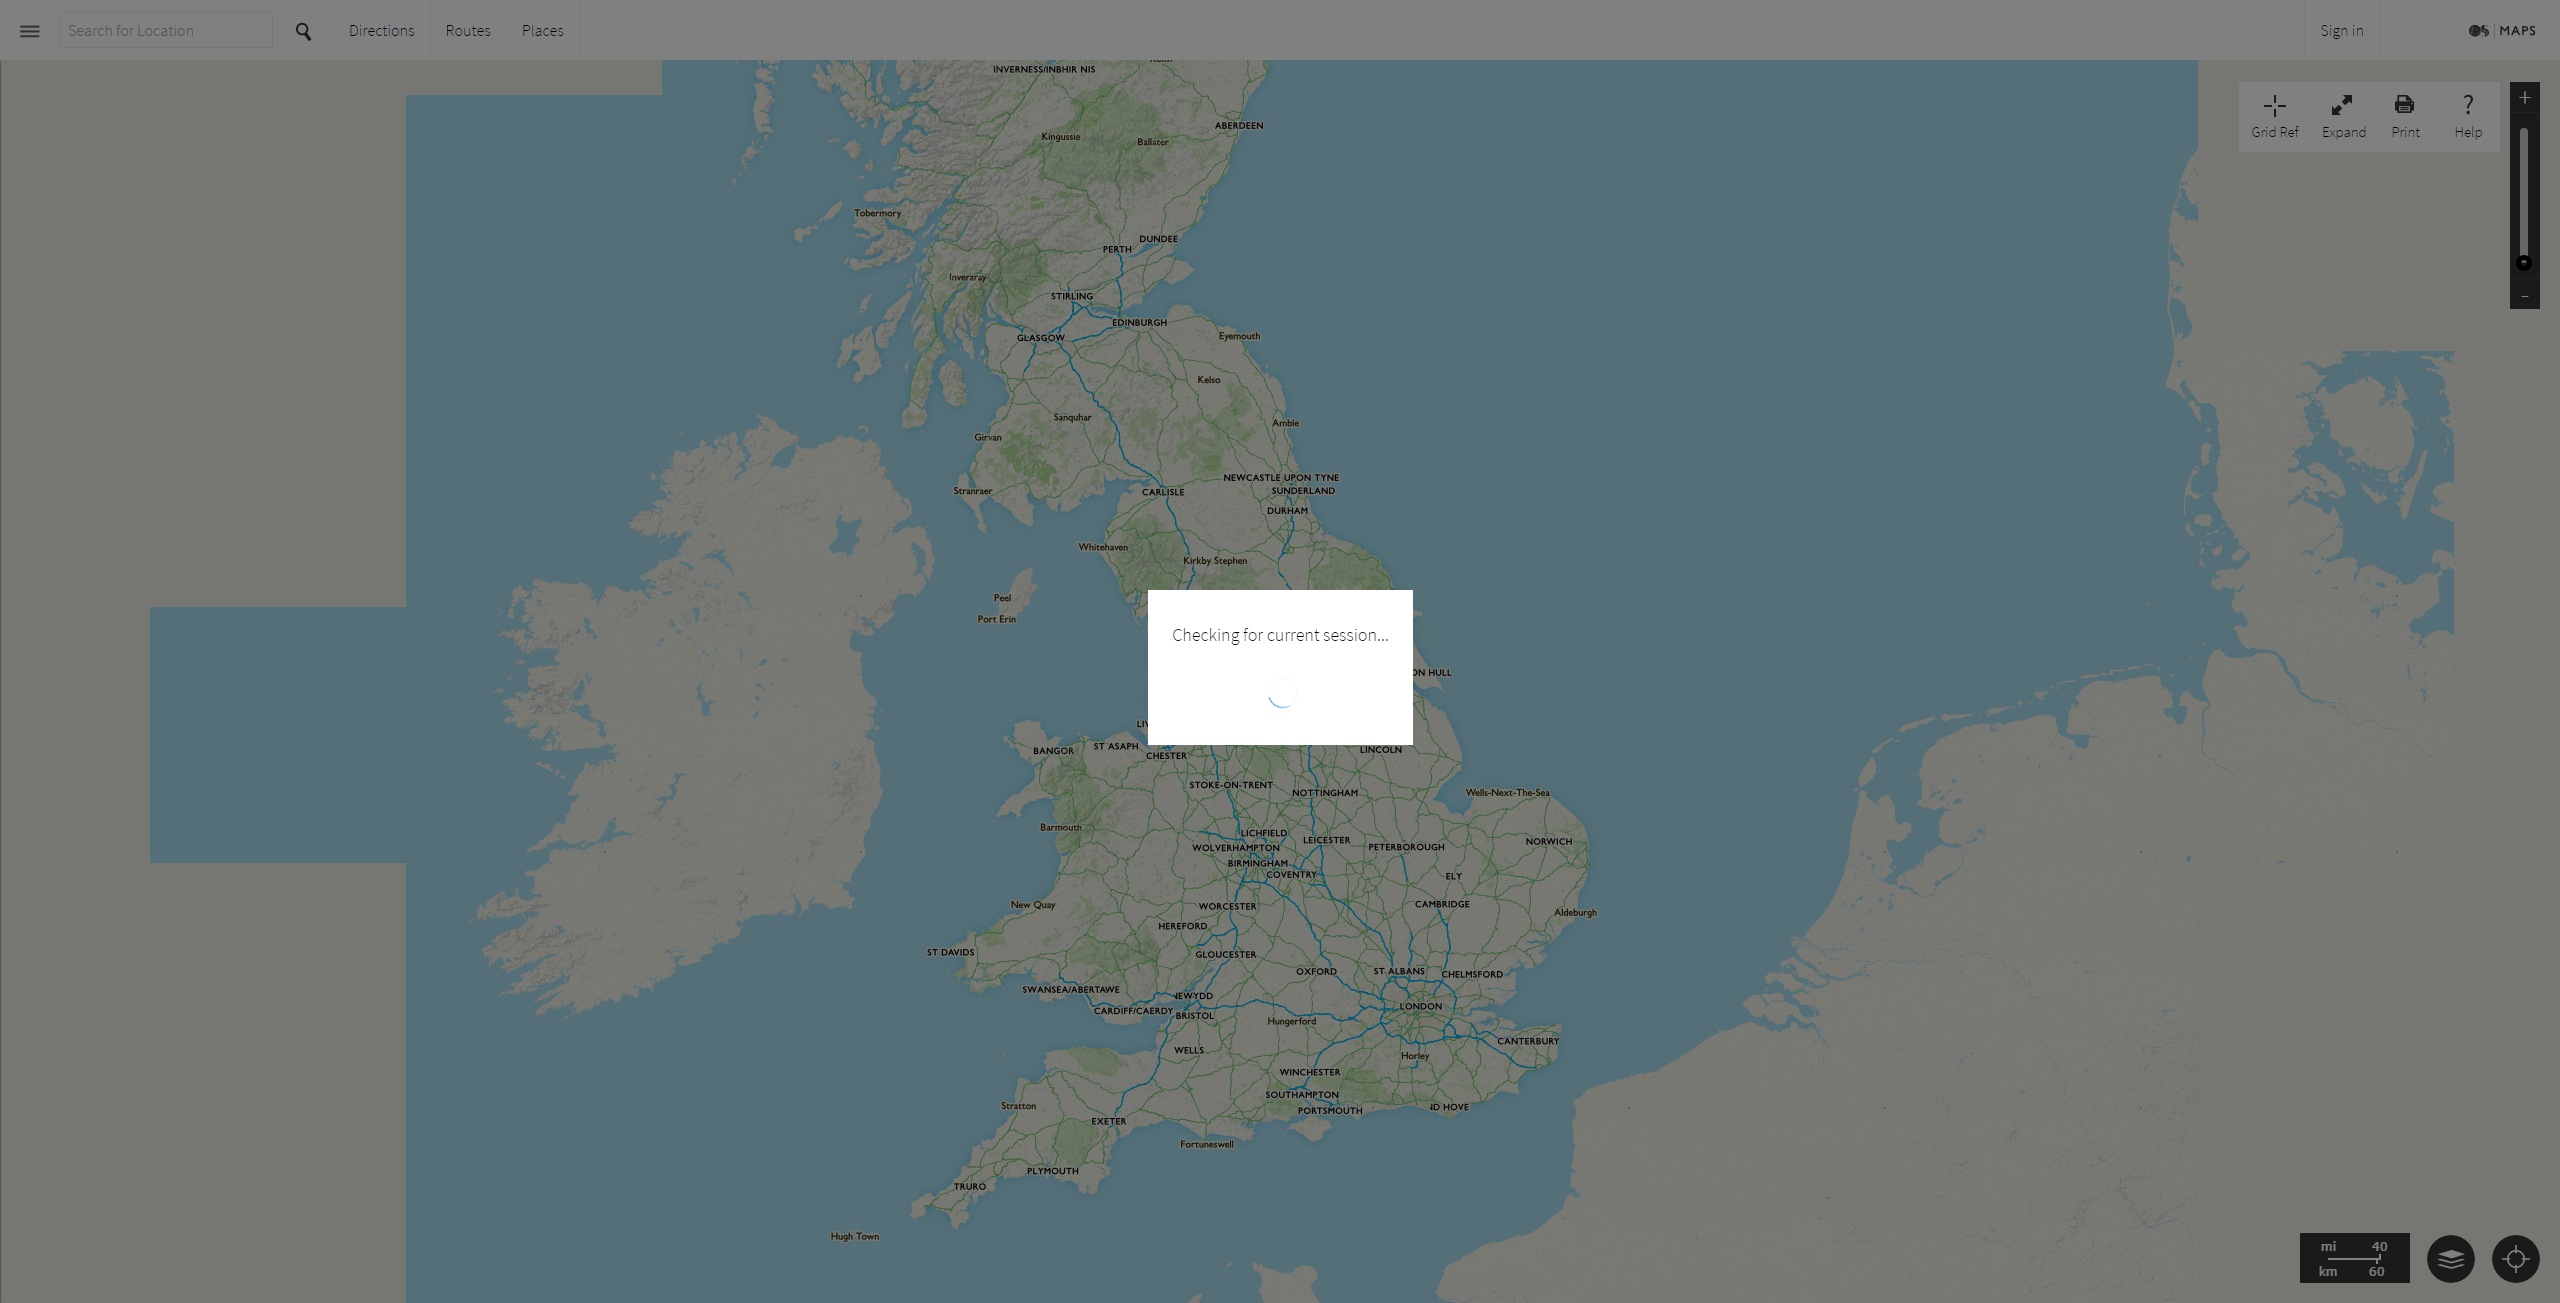 Search for Location
Directions
Routes
Places
Sign in
OS | MAPS
INVERNESS/INBHIR NIS
Keith
Grid Ref
Expand
Print
Help
ABERDEEN
Kingussie
Ballater
Tobermory
DUNDEE
PERTH
Inveraray
STIRLING
EDINBURGH
GLASGOW
Eyemouth
Kelso
Sanquhar
Amble
Girvan
NEWCASTLE UPON TYNE
Stranraer
CARLISLE
SUNDERLAND
DURHAM
Whitehaven
Kirkby Stephen
Peel
Port Erin
Checking for current session...
ON HULL
LIV
BANGOR
ST ASAPH
CHESTER
LINCOLN
STOKE-ON-TRENT
NOTTINGHAM
Wells-Next-The-Sea
Barmouth
LICHFIELD
LEICESTER
WOLVERHAMPTON
PETERBOROUGH
NORWICH
BIRMINGHAM
COVENTRY
ELY
New Quay
WORCESTER
CAMBRIDGE
Aldeburgh
HEREFORD
ST DAVIDS
GLOUCESTER
OXFORD
ST ALBANS
CHELMSFORD
SWANSEA/ABERTAWE
NEWYDD
CARDIFF/CAERDY
BRISTOL
LONDON
Hungerford
CANTERBURY
WELLS
Horley
WINCHESTER
SOUTHAMPTON
PORTSMOUTH
ND HOVE
Stratton
EXETER
Fortuneswell
PLYMOUTH
TRURO
Hugh Town
mi 40
km 60